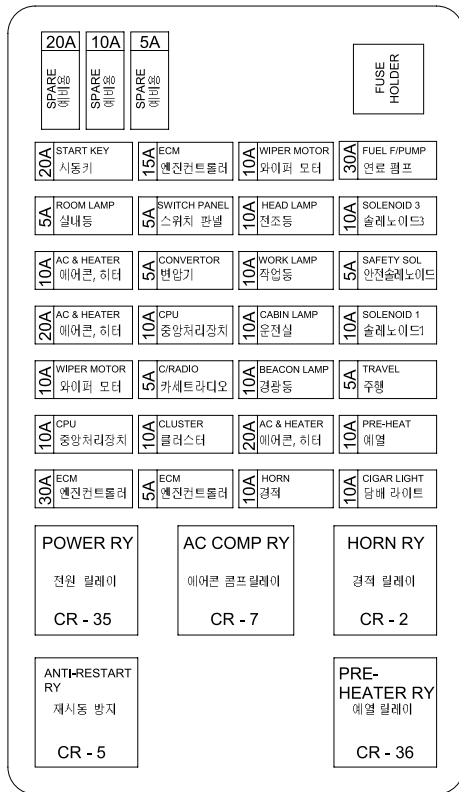 20A 10A 5A
SPARE 예비용
SPARE 예비용
SPARE 예비용
FUSE HOLDER
20A START KEY 시동키
15A ECM 엔진컨트롤러
10A WIPER MOTOR 와이퍼 모터
30A FUEL F/PUMP 연료 펌프
5A ROOM LAMP 실내등
5A SWITCH PANEL 스위치 판넬
10A HEAD LAMP 전조등
10A SOLENOID 3 솔레노이드3
10A AC & HEATER 에어콘, 히터
5A CONVERTOR 변압기
10A WORK LAMP 작업등
5A SAFETY SOL 안전솔레노이드
20A AC & HEATER 에어콘, 히터
10A CPU 중앙처리장치
10A CABIN LAMP 운전실
10A SOLENOID 1 솔레노이드1
10A WIPER MOTOR 와이퍼 모터
5A C/RADIO 카세트라디오
10A BEACON LAMP 경광등
5A TRAVEL 주행
10A CPU 중앙처리장치
10A CLUSTER 클러스터
20A AC & HEATER 에어콘, 히터
10A PRE-HEAT 예열
30A ECM 엔진컨트롤러
5A ECM 엔진컨트롤러
10A HORN 경적
10A CIGAR LIGHT 담배 라이트
POWER RY
전원 릴레이
CR - 35
AC COMP RY
에어콘 콤프릴레이
CR - 7
HORN RY
경적 릴레이
CR - 2
ANTI-RESTART
RY
재시동 방지
CR - 5
PRE-
HEATER RY
예열 릴레이
CR - 36